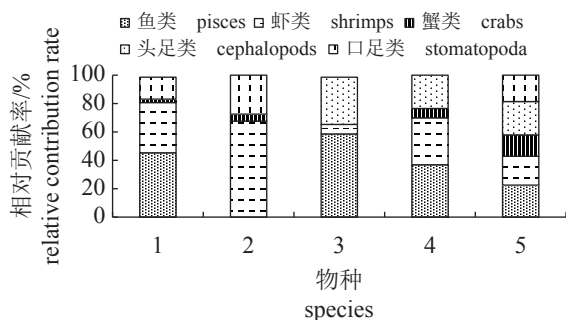 鱼类 pisces 虾类 shrimps 蟹类 crabs
头足类 cephalopods 口足类 stomatopoda
相对贡献率/%
relative contribution rate
100
80
60
40
20
0
1 2 3 4 5
物种
species